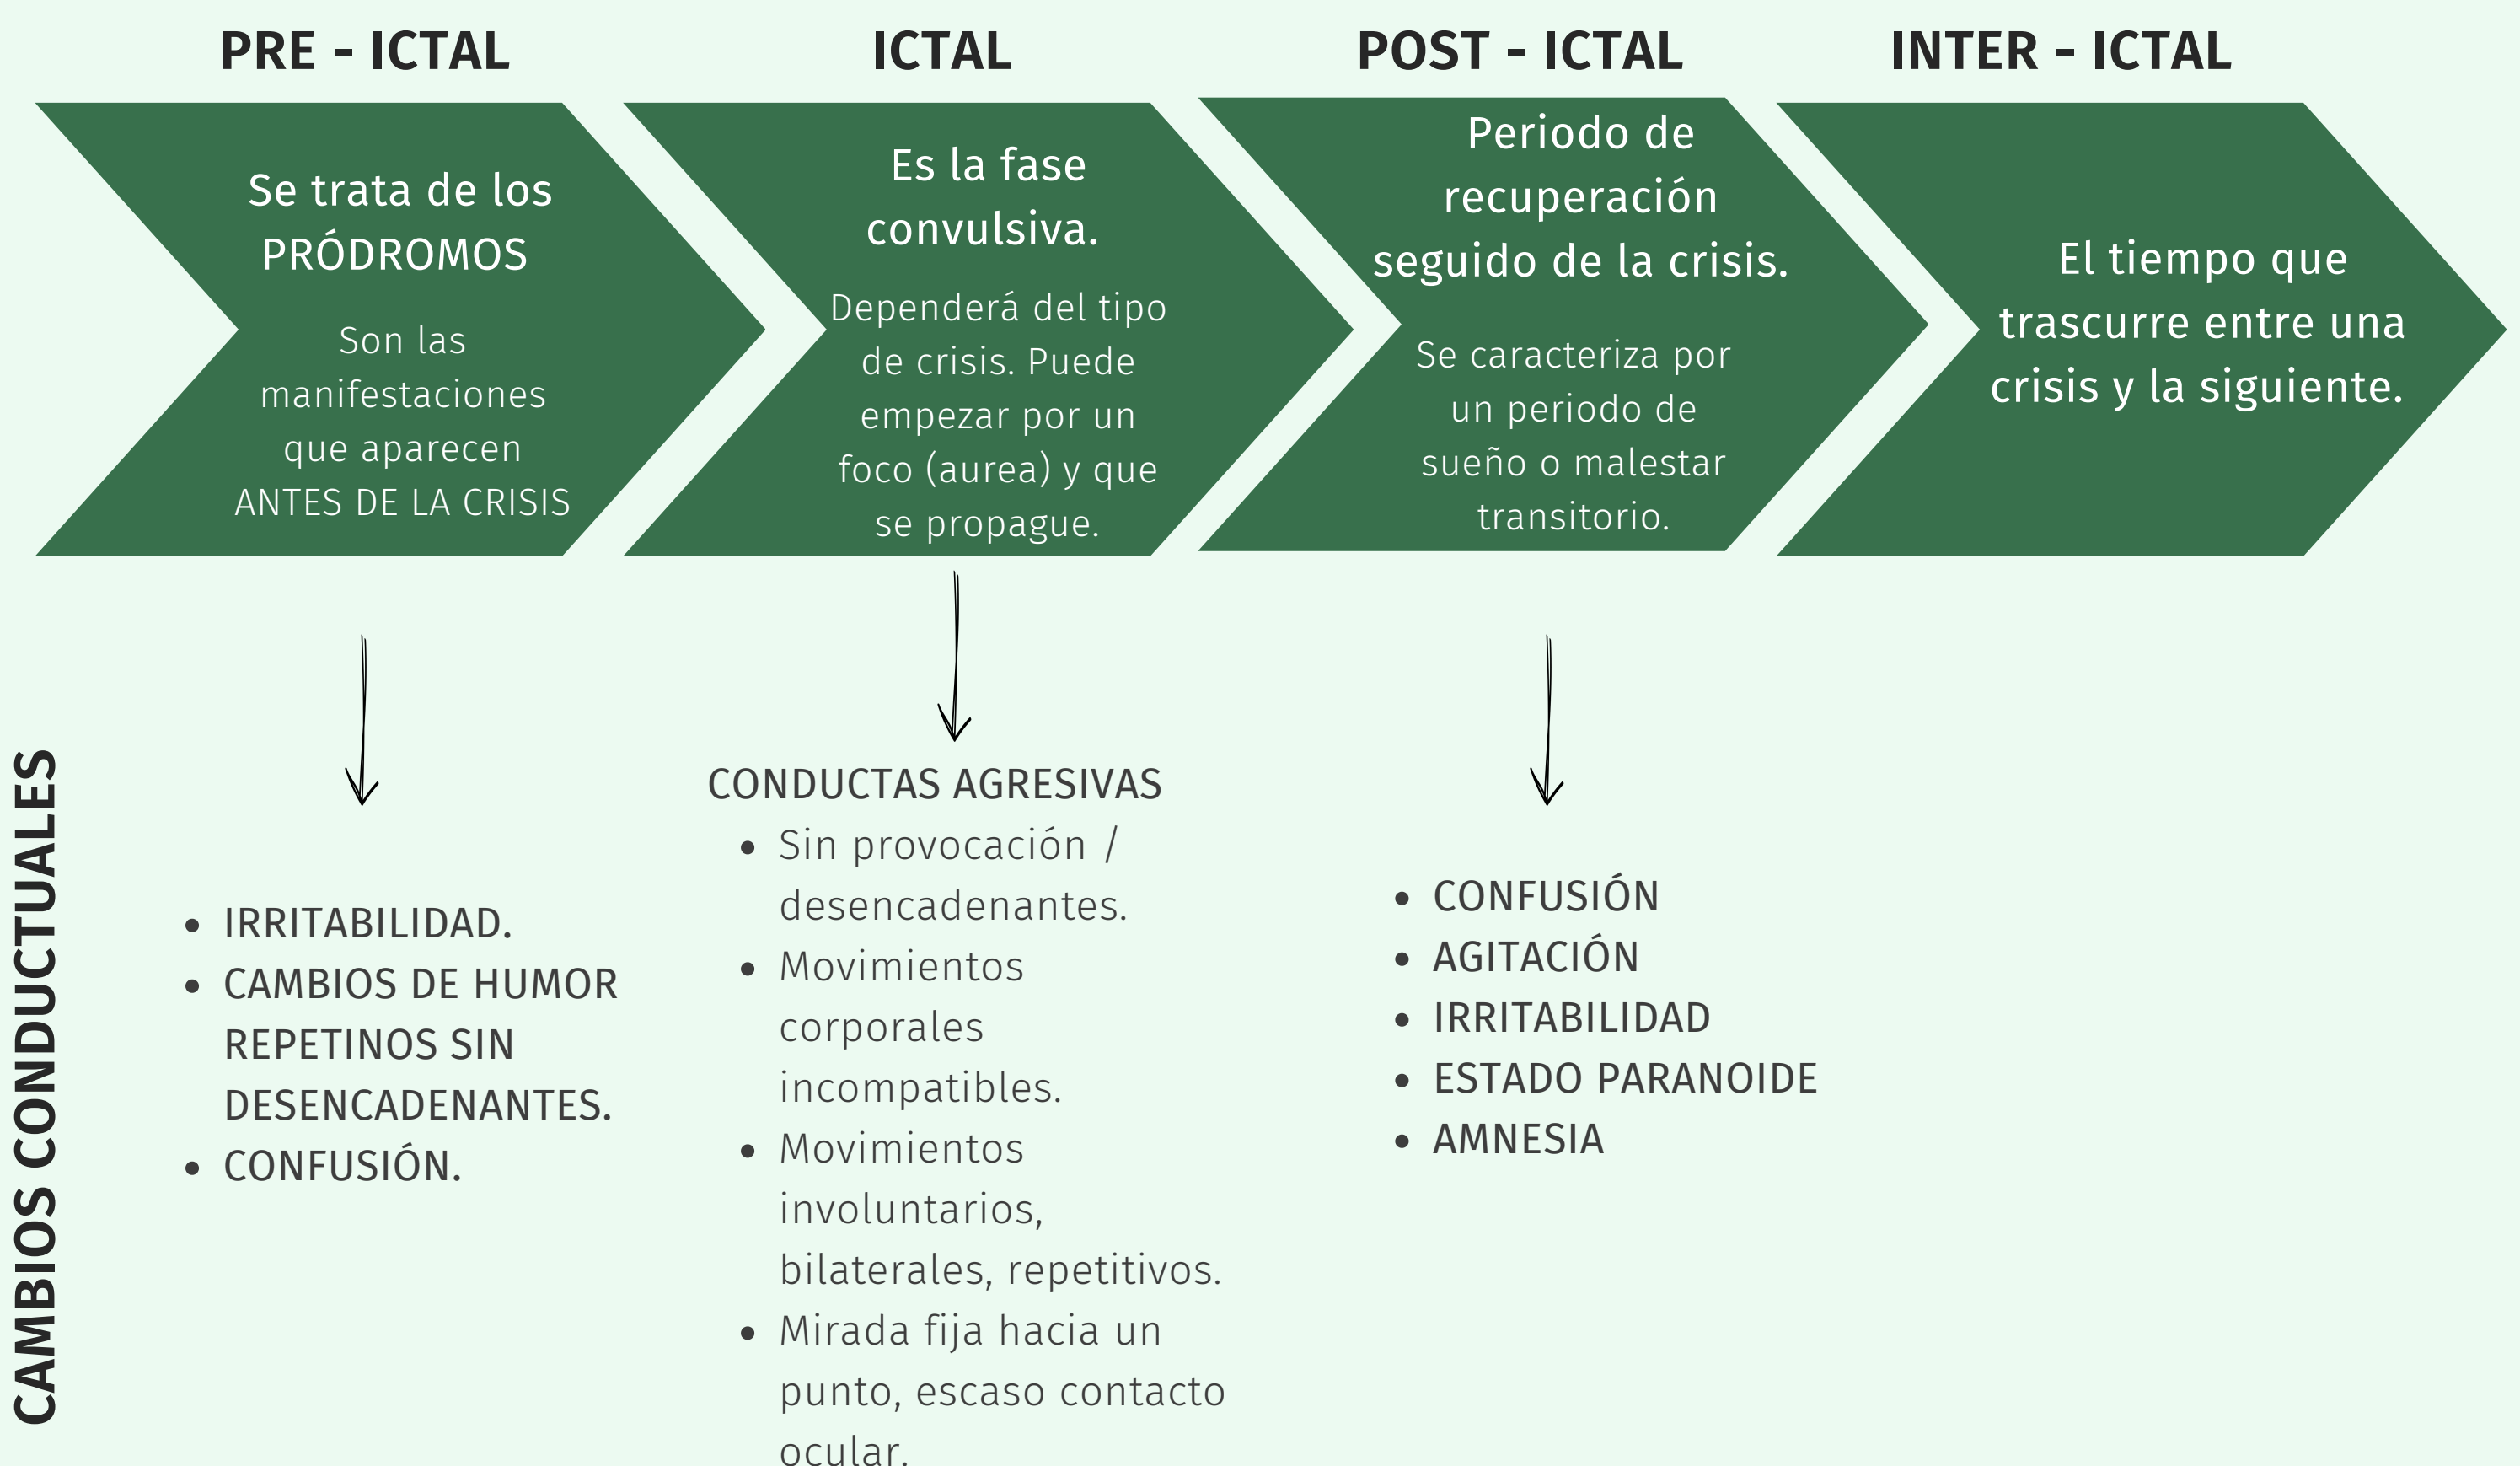 PRE - ICTAL
Se trata de los
PRÓDROMOS
Son las
manifestaciones
que aparecen
ANTES DE LA CRISIS
ICTAL
Es la fase
convulsiva.
Dependerá del tipo
de crisis. Puede
empezar por un
foco (aurea) y que
se propague.
POST - ICTAL
Periodo de
recuperación
seguido de la crisis.
Se caracteriza por
un periodo de
sueño o malestar
transitorio.
INTER - ICTAL
El tiempo que
trascurre entre una
crisis y la siguiente.
CAMBIOS CONDUCTUALES
• IRRITABILIDAD.
• CAMBIOS DE HUMOR
REPETINOS SIN
DESENCADENANTES.
• CONFUSIÓN.
CONDUCTAS AGRESIVAS
• Sin provocación /
desencadenantes.
• Movimientos
corporales
incompatibles.
• Movimientos
involuntarios,
bilaterales, repetitivos.
• Mirada fija hacia un
punto, escaso contacto
ocular.
• CONFUSIÓN
• AGITACIÓN
• IRRITABILIDAD
• ESTADO PARANOIDE
• AMNESIA